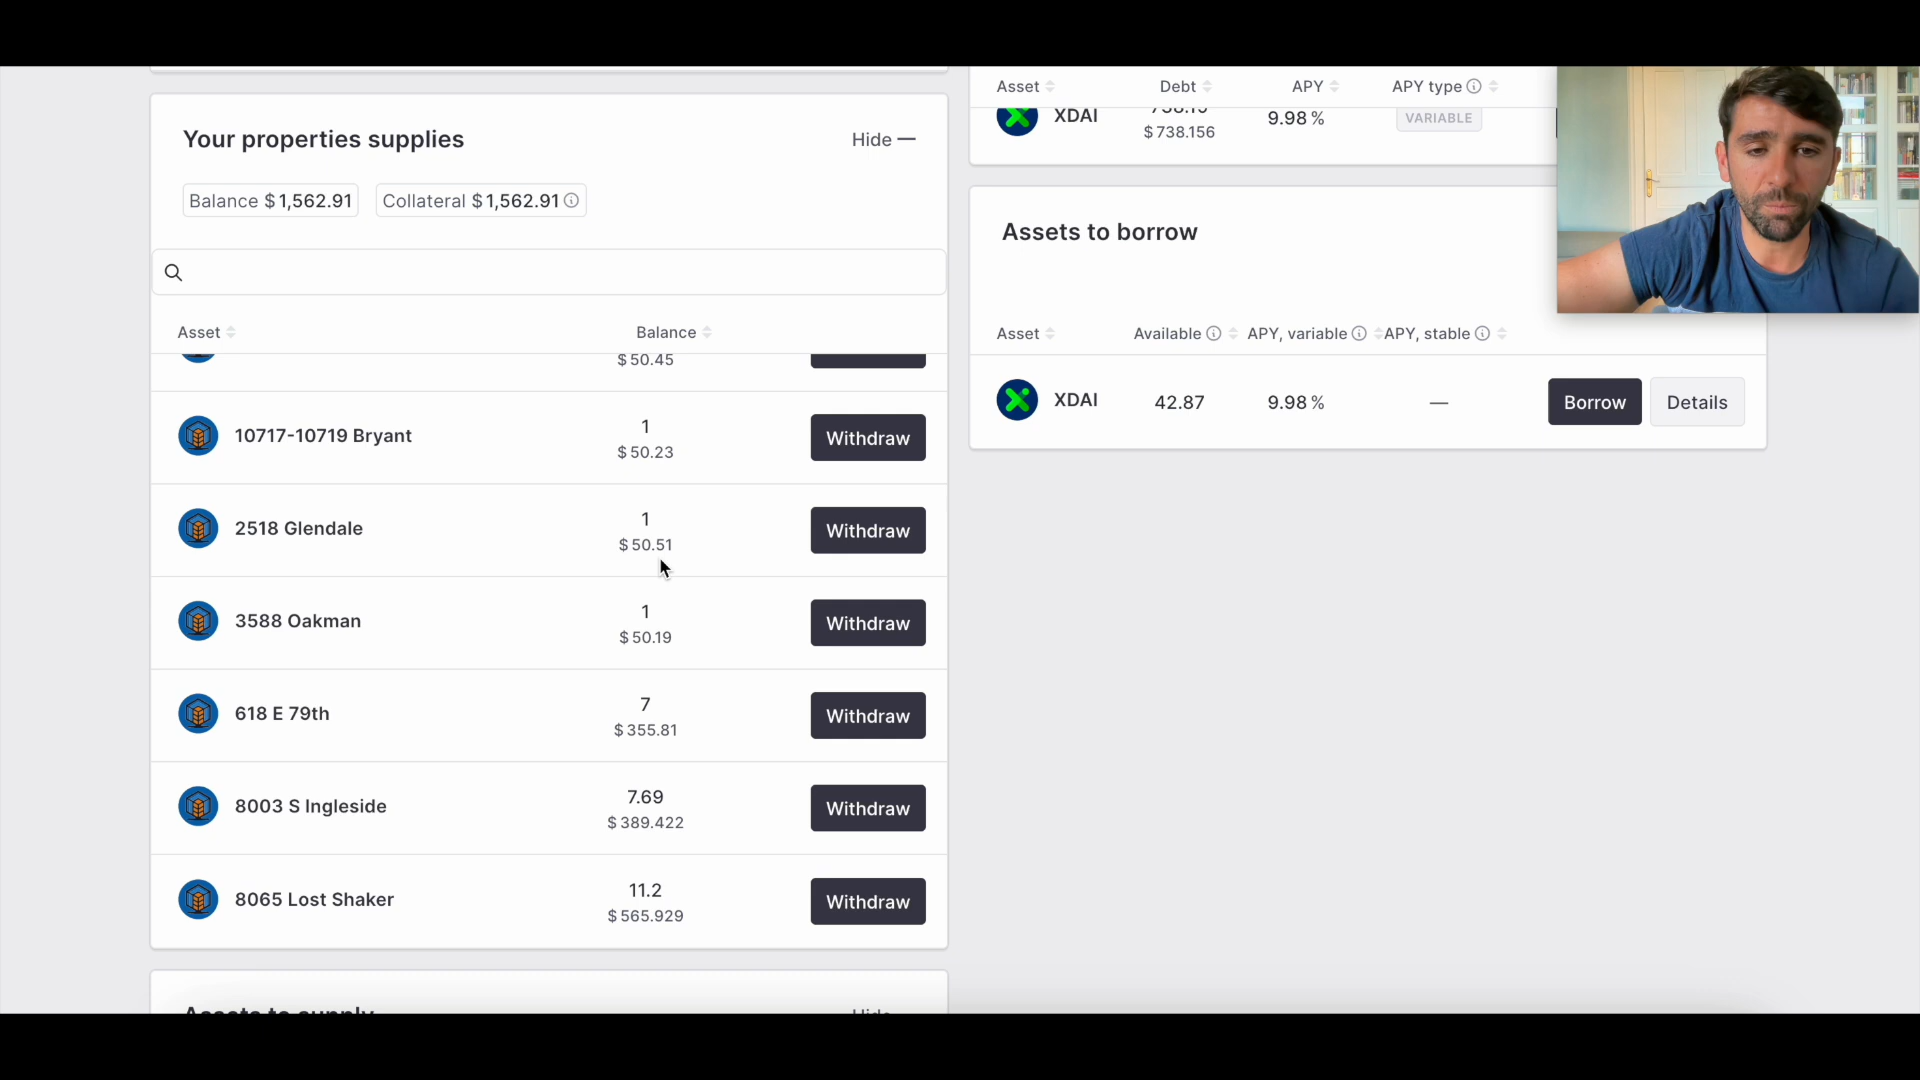 Your properties supplies
Hide
Balance $ 1,562.91
Collateral $ 1,562.91
Asset
Balance
$ 50.45
10717-10719 Bryant
1
$ 50.23
Withdraw
2518 Glendale
1
$ 50.51
Withdraw
3588 Oakman
1
$ 50.19
Withdraw
618 E 79th
7
$ 355.81
Withdraw
8003 S Ingleside
7.69
$ 389.422
Withdraw
8065 Lost Shaker
11.2
$ 565.929
Withdraw
Assets to supply
Hide
Asset
Debt
APY
APY type
XDAI
$ 738.156
9.98 %
VARIABLE
Assets to borrow
Asset
Available
APY, variable
APY, stable
XDAI
42.87
9.98 %
—
Borrow
Details